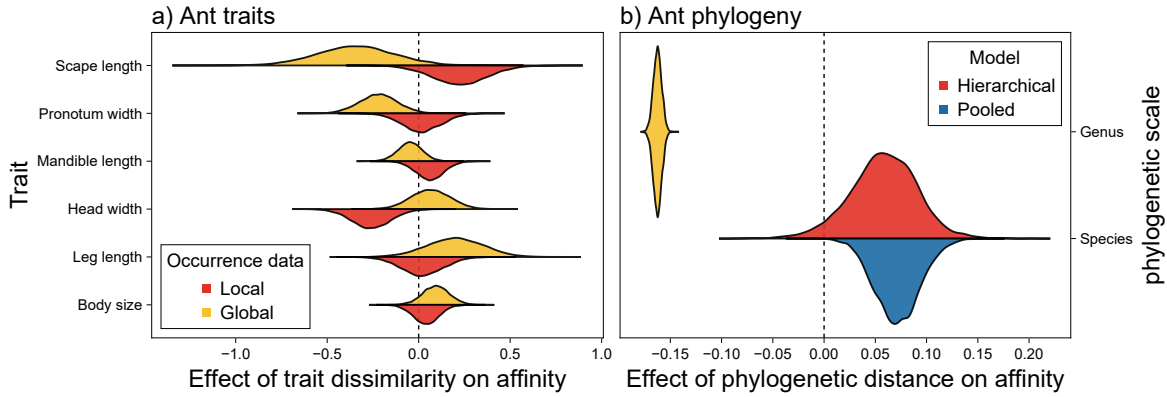 a) Ant traits
Trait
Scape length
Pronotum width
Mandible length
Head width
Leg length
Body size
Occurrence data
Local
Global
−1.0
−0.5
0.0
0.5
1.0
Effect of trait dissimilarity on affinity
b) Ant phylogeny
Model
Hierarchical
Pooled
Genus
Species
phylogenetic scale
−0.15
−0.10
−0.05
0.00
0.05
0.10
0.15
0.20
Effect of phylogenetic distance on affinity